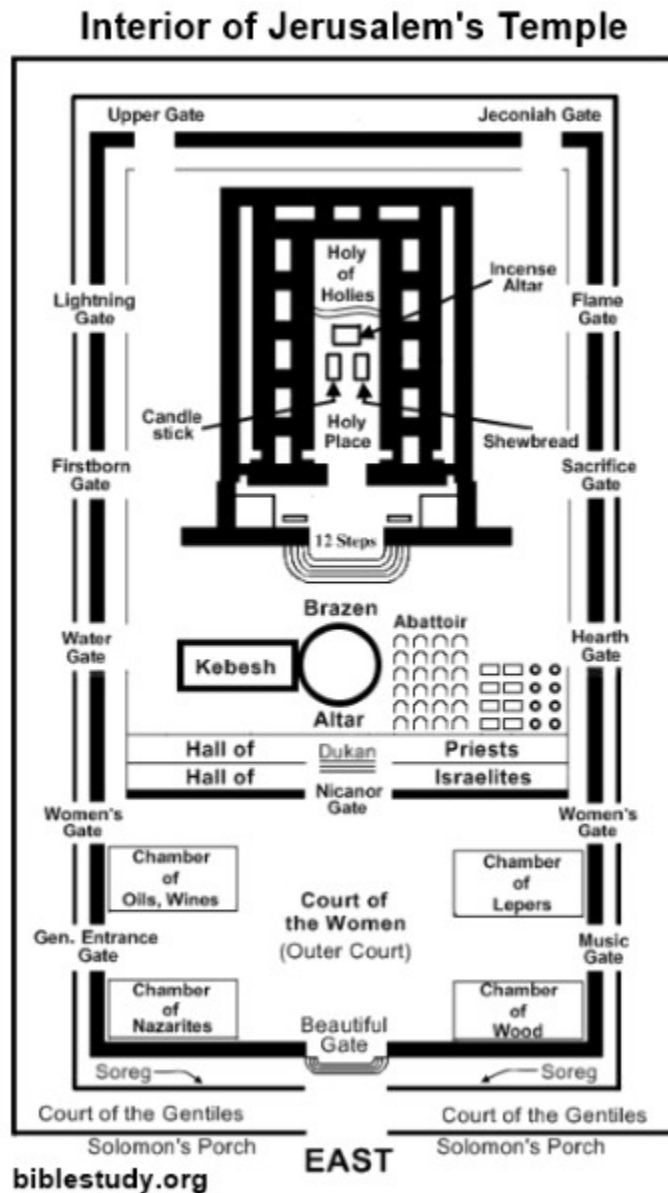 Interior of Jerusalem's Temple
Upper Gate
Jeconiah Gate
Holy
of
Holies
Incense
Altar
Lightning
Gate
Flame
Gate
Candle
stick
Holy
Place
Shewbread
Firstborn
Gate
Sacrifice
Gate
12 Steps
Brazen
Altar
Abattoir
Water
Gate
Kebesh
Hearth
Gate
Hall of
Dukan
Priests
Hall of
Israelites
Nicanor
Gate
Women's
Gate
Women's
Gate
Chamber
of
Oils, Wines
Chamber
of
Lepers
Court of
the Women
(Outer Court)
Gen. Entrance
Gate
Music
Gate
Chamber
of
Nazarites
Beautiful
Gate
Chamber
of
Wood
Soreg
Soreg
Court of the Gentiles
Court of the Gentiles
Solomon's Porch
EAST
Solomon's Porch
biblestudy.org